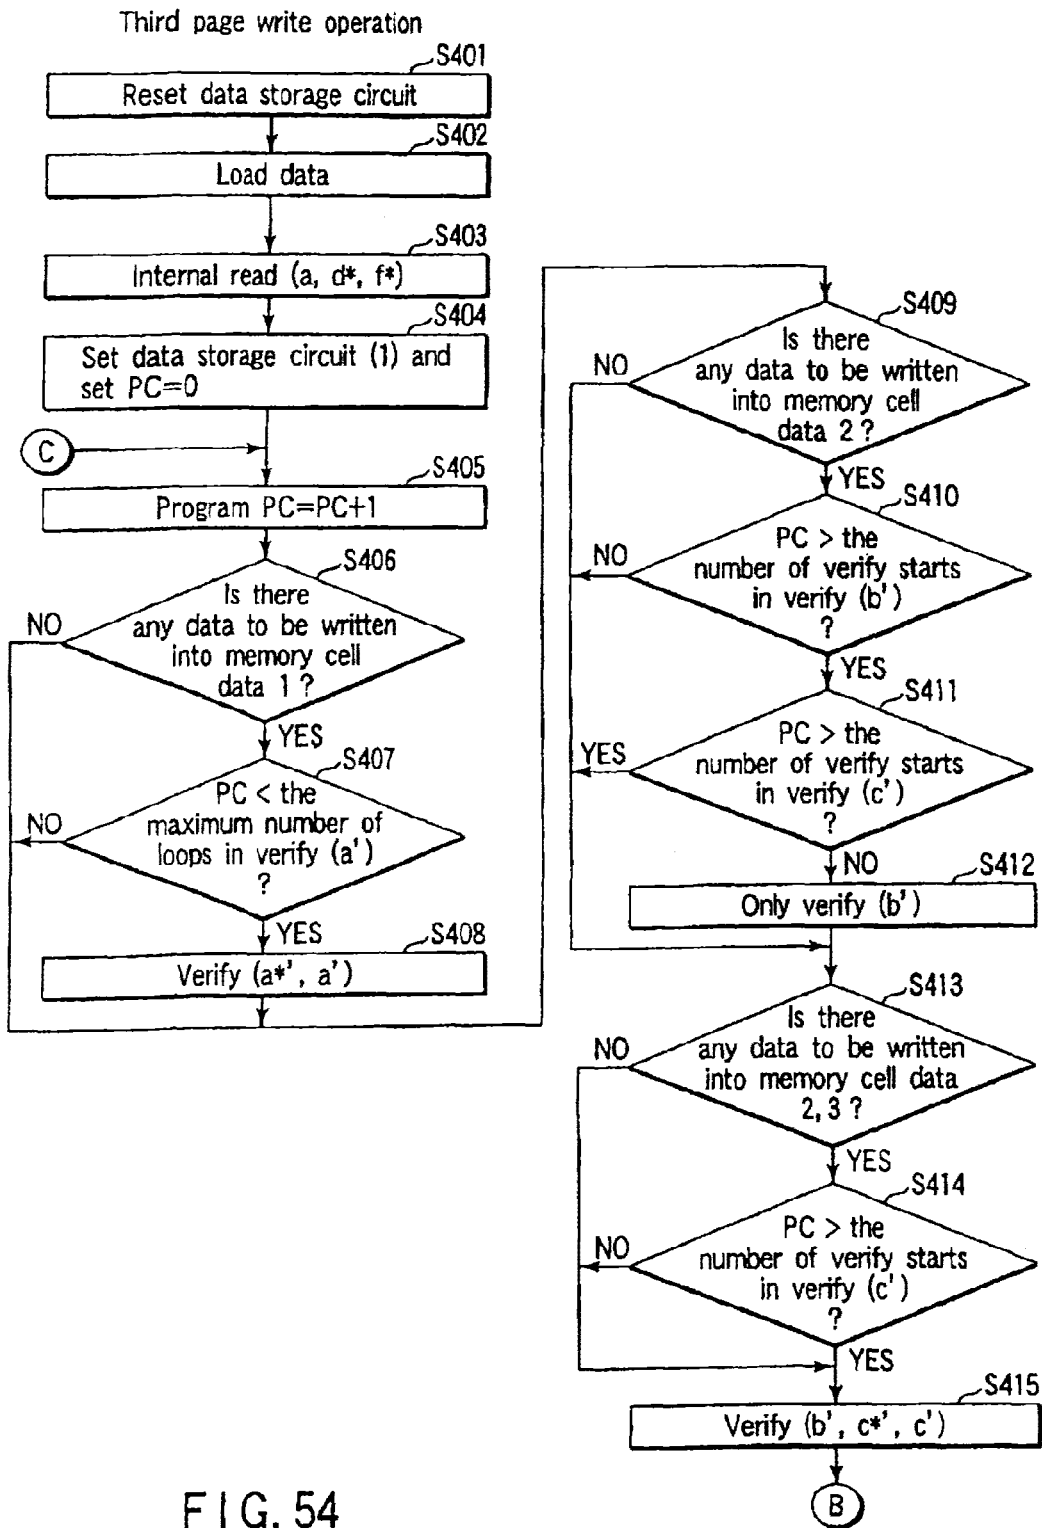 Third page write operation
S401
Reset data storage circuit
S402
Load data
S403
Internal read (a, d*, f*)
S404
Set data storage circuit (1) and
set PC=0
C
S405
Program PC=PC+1
S406
Is there
any data to be written
into memory cell
data 1 ?
NO
YES
S407
PC < the
maximum number of
loops in verify (a')
?
NO
YES
S408
Verify (a*', a')
S409
Is there
any data to be written
into memory cell
data 2 ?
NO
YES
S410
PC > the
number of verify starts
in verify (b')
?
NO
YES
S411
PC > the
number of verify starts
in verify (c')
?
YES
NO
S412
Only verify (b')
S413
Is there
any data to be written
into memory cell data
2, 3 ?
NO
YES
S414
PC > the
number of verify starts
in verify (c')
?
NO
YES
S415
Verify (b', c*', c')
B
FIG. 54